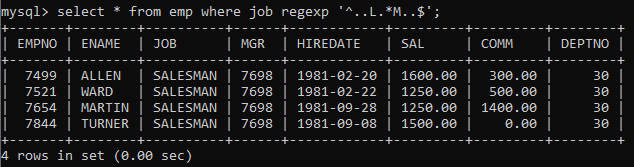 mysql> select * from emp where job regexp '^..L.*M..$';
+-------+--------+----------+------+------------+---------+---------+--------+
| EMPNO | ENAME  | JOB      | MGR  | HIREDATE   | SAL     | COMM    | DEPTNO |
+-------+--------+----------+------+------------+---------+---------+--------+
|  7499 | ALLEN  | SALESMAN | 7698 | 1981-02-20 | 1600.00 |  300.00 |     30 |
|  7521 | WARD   | SALESMAN | 7698 | 1981-02-22 | 1250.00 |  500.00 |     30 |
|  7654 | MARTIN | SALESMAN | 7698 | 1981-09-28 | 1250.00 | 1400.00 |     30 |
|  7844 | TURNER | SALESMAN | 7698 | 1981-09-08 | 1500.00 |    0.00 |     30 |
+-------+--------+----------+------+------------+---------+---------+--------+
4 rows in set (0.00 sec)